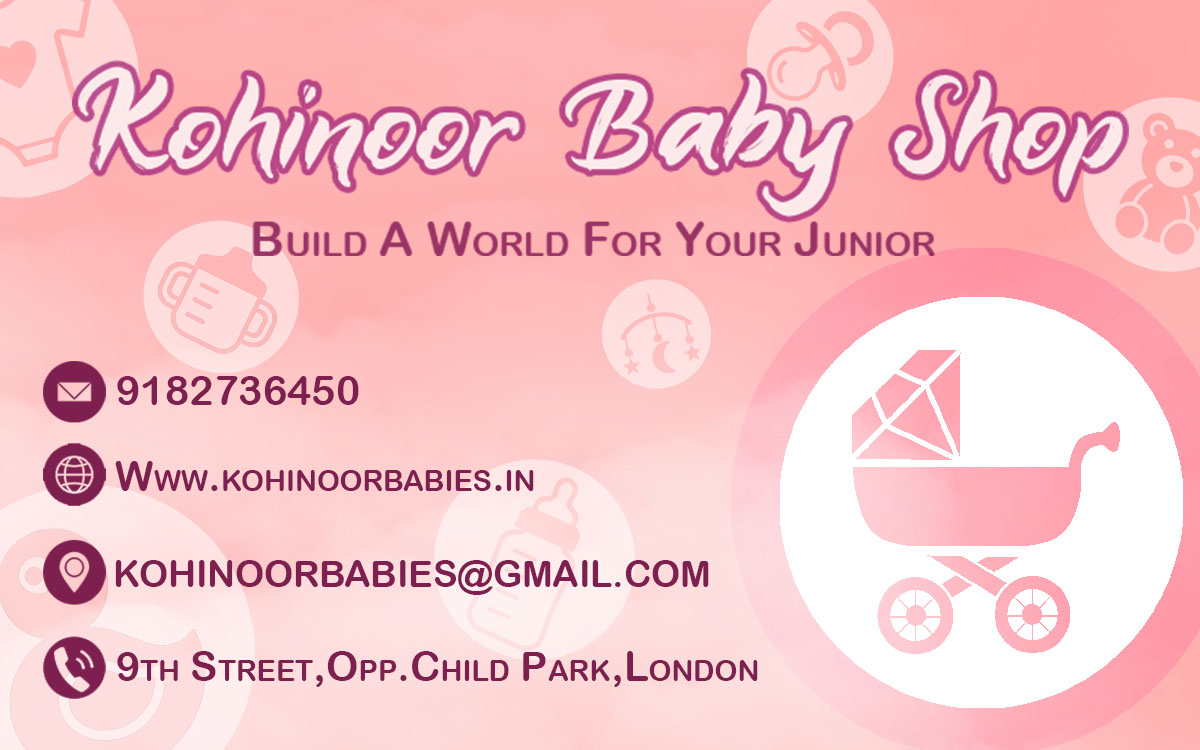 Kohinoor Baby Shop
Build A World For Your Junior
9182736450
Www.kohinoorbabies.in
KOHINOORBABIES@GMAIL.COM
9th Street,Opp.Child Park,London